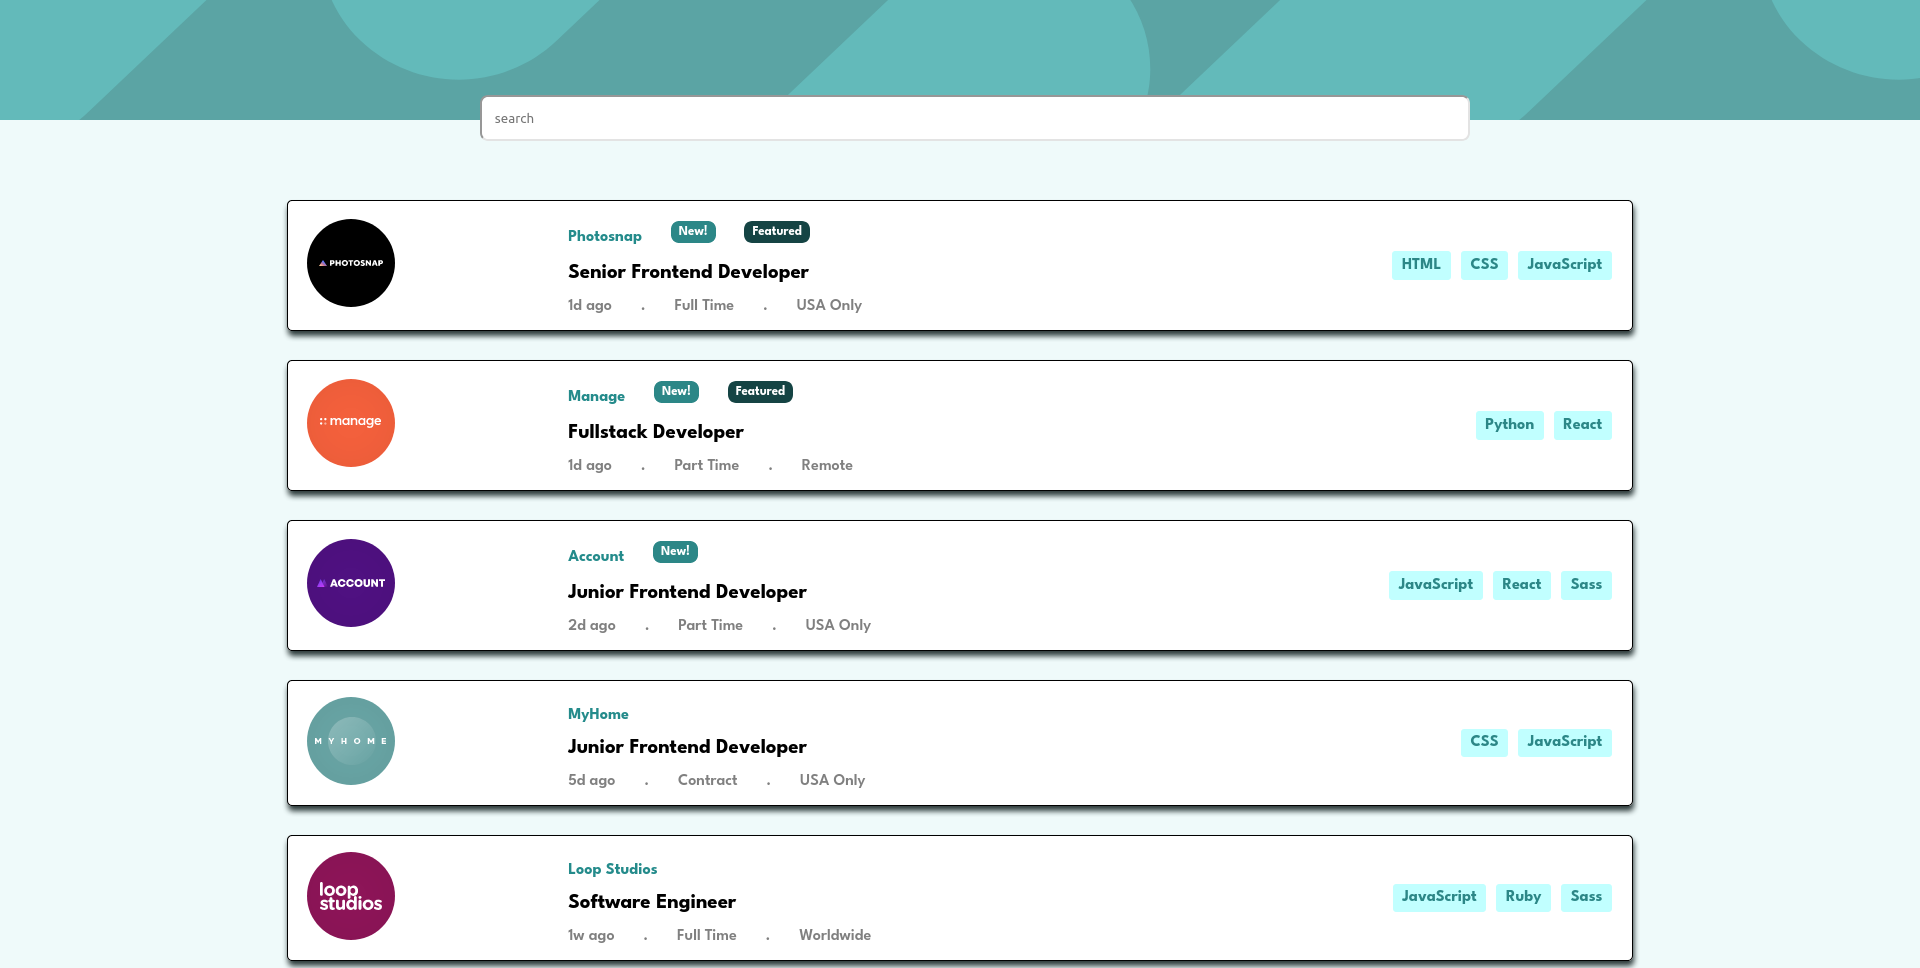 search
PHOTOSNAP
Photosnap New! Featured
Senior Frontend Developer
1d ago . Full Time . USA Only
HTML CSS JavaScript
manage
Manage New! Featured
Fullstack Developer
1d ago . Part Time . Remote
Python React
ACCOUNT
Account New!
Junior Frontend Developer
2d ago . Part Time . USA Only
JavaScript React Sass
MYHOME
MyHome
Junior Frontend Developer
5d ago . Contract . USA Only
CSS JavaScript
loop
studios
Loop Studios
Software Engineer
1w ago . Full Time . Worldwide
JavaScript Ruby Sass